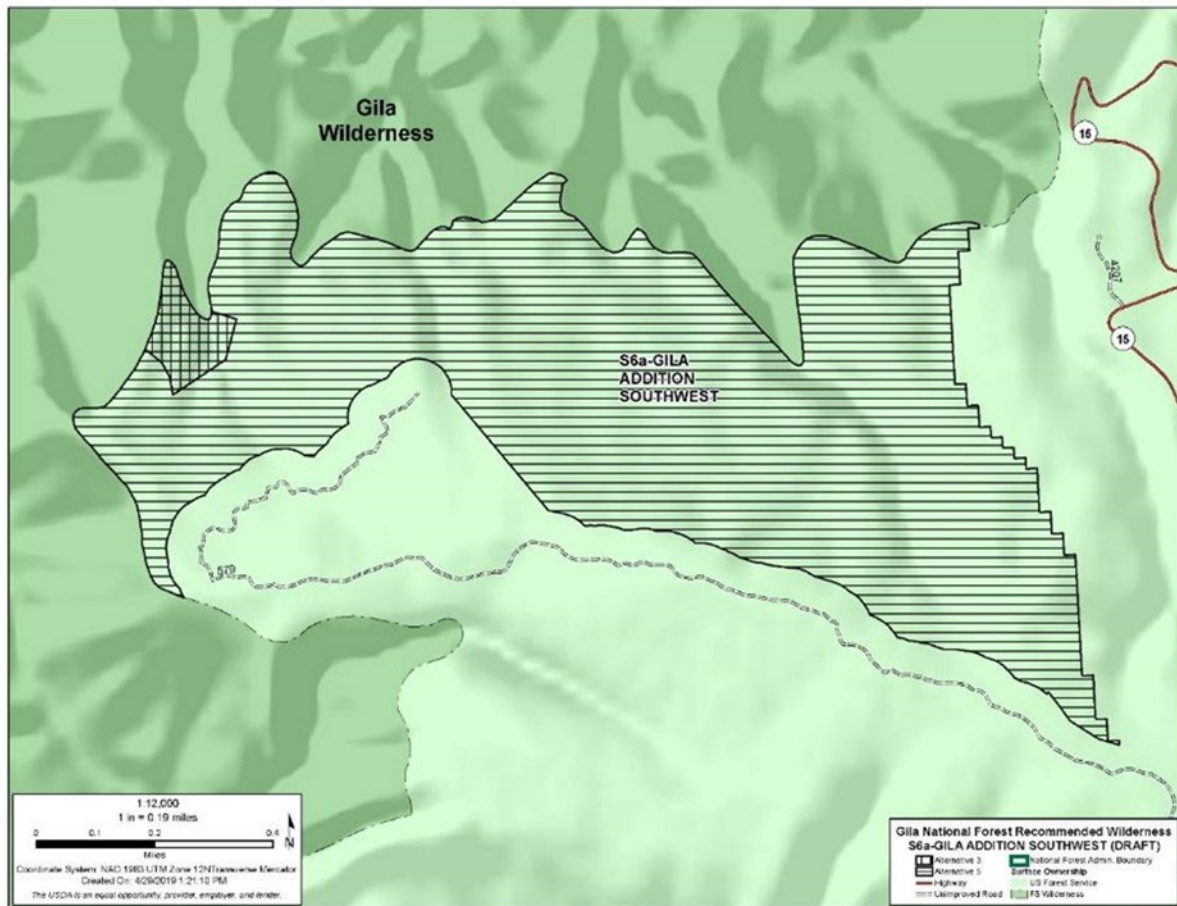 Gila
Wilderness
15
4207
15
S6a-GILA
ADDITION
SOUTHWEST
579
1:12,000
1 in = 0.19 miles
0 0.1 0.2 0.4
Miles
N
Coordinate System: NAD 1983 UTM Zone 12NTransverse Mercator
Created On: 4/29/2019 1:21:10 PM
The USDA is an equal opportunity provider, employer, and lender.
Gila National Forest Recommended Wilderness
S6a-GILA ADDITION SOUTHWEST (DRAFT)
Alternative 3
Alternative 5
Highway
Unimproved Road
National Forest Admin. Boundary
Surface Ownership
US Forest Service
FS Wilderness